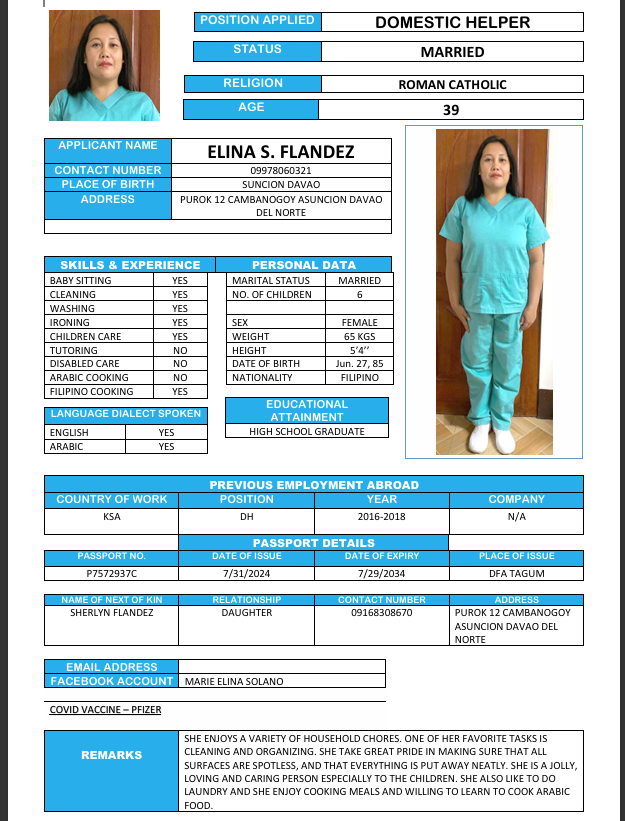 POSITION APPLIED DOMESTIC HELPER
STATUS MARRIED
RELIGION ROMAN CATHOLIC
AGE 39
APPLICANT NAME ELINA S. FLANDEZ
CONTACT NUMBER 09978060321
PLACE OF BIRTH SUNCION DAVAO
ADDRESS PUROK 12 CAMBANOGOY ASUNCION DAVAO
DEL NORTE
SKILLS & EXPERIENCE PERSONAL DATA
BABY SITTING YES MARITAL STATUS MARRIED
CLEANING YES NO. OF CHILDREN 6
WASHING YES
IRONING YES SEX FEMALE
CHILDREN CARE YES WEIGHT 65 KGS
TUTORING NO HEIGHT 5’4’’
DISABLED CARE NO DATE OF BIRTH Jun. 27, 85
ARABIC COOKING NO NATIONALITY FILIPINO
FILIPINO COOKING YES
LANGUAGE DIALECT SPOKEN
ENGLISH YES
ARABIC YES
EDUCATIONAL
ATTAINMENT
HIGH SCHOOL GRADUATE
PREVIOUS EMPLOYMENT ABROAD
COUNTRY OF WORK POSITION YEAR COMPANY
KSA DH 2016-2018 N/A
PASSPORT DETAILS
PASSPORT NO. DATE OF ISSUE DATE OF EXPIRY PLACE OF ISSUE
P7572937C 7/31/2024 7/29/2034 DFA TAGUM
NAME OF NEXT OF KIN RELATIONSHIP CONTACT NUMBER ADDRESS
SHERLYN FLANDEZ DAUGHTER 09168308670 PUROK 12 CAMBANOGOY
ASUNCION DAVAO DEL
NORTE
EMAIL ADDRESS
FACEBOOK ACCOUNT MARIE ELINA SOLANO
COVID VACCINE – PFIZER
REMARKS
SHE ENJOYS A VARIETY OF HOUSEHOLD CHORES. ONE OF HER FAVORITE TASKS IS
CLEANING AND ORGANIZING. SHE TAKE GREAT PRIDE IN MAKING SURE THAT ALL
SURFACES ARE SPOTLESS, AND THAT EVERYTHING IS PUT AWAY NEATLY. SHE IS A JOLLY,
LOVING AND CARING PERSON ESPECIALLY TO THE CHILDREN. SHE ALSO LIKE TO DO
LAUNDRY AND SHE ENJOY COOKING MEALS AND WILLING TO LEARN TO COOK ARABIC
FOOD.